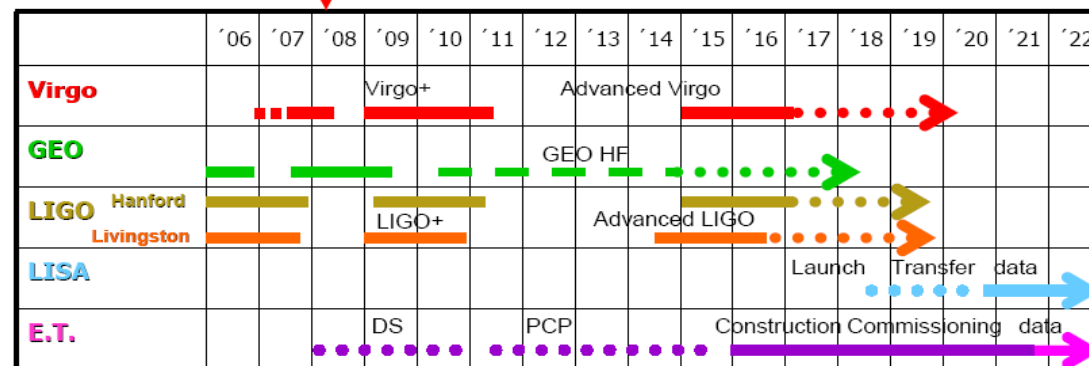 ´06 ´07 ´08 ´09 ´10 ´11 ´12 ´13 ´14 ´15 ´16 ´17 ´18 ´19 ´20 ´21 ´22
Virgo Virgo+ Advanced Virgo
GEO GEO HF
LIGO Hanford
LIGO+ Advanced LIGO
Livingston
LISA Launch Transfer data
E.T. DS PCP Construction Commissioning data